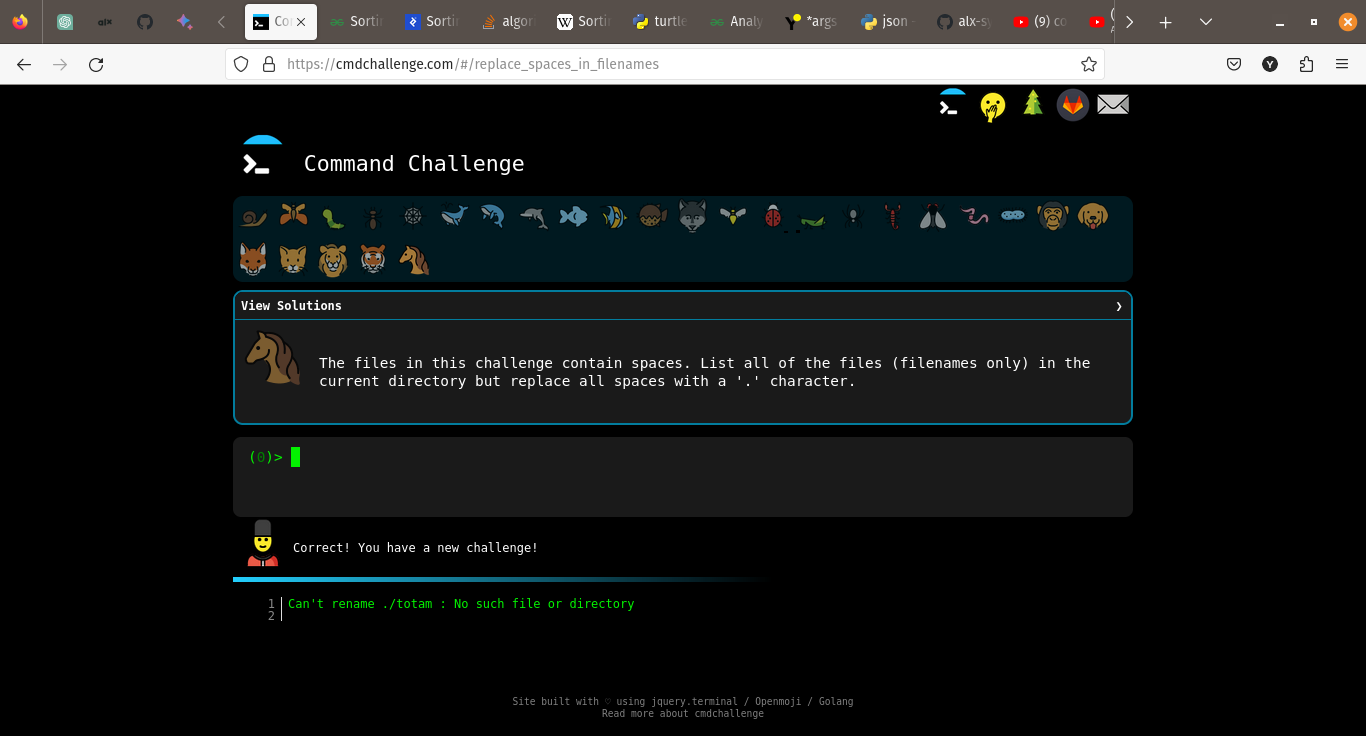 alx
Co
Sortin
Sortin
algor
Sortin
turtle
Analy
*args
json -
alx-sy
(9) co
https://cmdchallenge.com/#/replace_spaces_in_filenames
Y
Command Challenge
View Solutions
The files in this challenge contain spaces. List all of the files (filenames only) in the
current directory but replace all spaces with a '.' character.
(0)>
Correct! You have a new challenge!
1 Can't rename ./totam : No such file or directory
2
Site built with ♡ using jquery.terminal / Openmoji / Golang
Read more about cmdchallenge